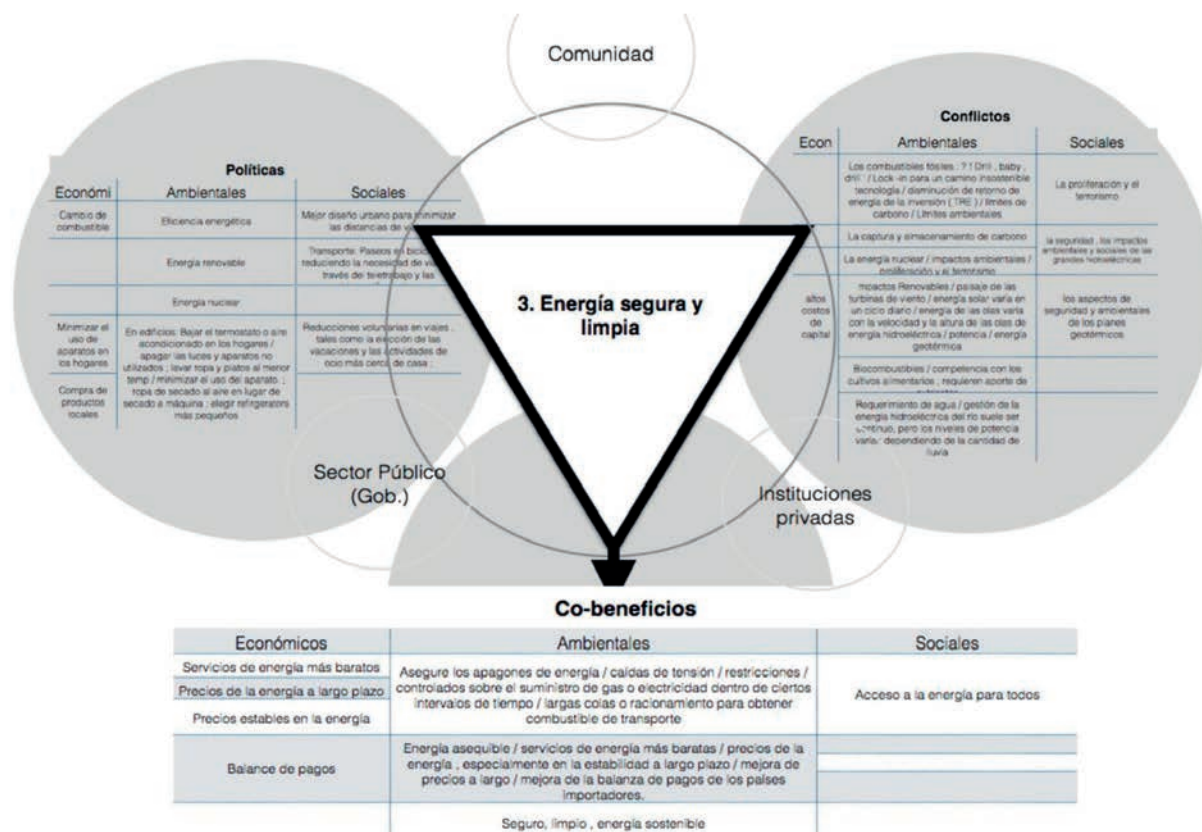 Comunidad
Políticas
Económi
Ambientales
Sociales
Cambio de
combustible
Eficiencia energética
Mejor diseño urbano para minimizar
las distancias de
Energía renovable
Transporte: Paseos en
reduciendo la necesidad de
través del teletrabajo y las
Energía nuclear
Minimizar el
uso de
aparatos en
los hogares
En edificios: Bajar el termostato o aire
acondicionado en los hogares /
apagar las luces y aparatos no
utilizados ; lavar ropa y platos al menor
temp / minimizar el uso del aparato. ;
ropa de secado al aire en lugar de
secado a máquina ; elegir refrigerators
más pequeños
Reducciones voluntarias en viajes ,
tales como la elección de las
vacaciones y las actividades de
ocio más cerca de casa ;
Compra de
productos
locales
Conflictos
Econ
Ambientales
Sociales
Los combustibles fósiles : ? ! Drill , baby ,
drill / Lock -in para un camino insostenible
tecnología / disminución de retorno de
energía de la inversión ( TRE ) / límites de
carbono / Límites ambientales
La proliferación y el
terrorismo
La captura y almacenamiento de carbono
La energía nuclear / impactos ambientales /
proliferación y el terrorismo
la seguridad , los impactos
ambientales y sociales de las
grandes hidroeléctricas
altos
costos
de
capital
Impactos Renovables / paisaje de las
turbinas de viento / energía solar varía en
un ciclo diario / energía de las olas varía
con la velocidad y la altura de las olas de
energía hidroeléctrica / potencia / energía
geotérmica
los aspectos de
seguridad y ambientales
de los planes
geotérmicos
Biocombustibles / competencia con los
cultivos alimentarios , requieren aporte de
Requerimiento de agua / gestión de la
energía hidroeléctrica del río suele ser
continuo, pero los niveles de potencia
varía dependiendo de la cantidad de
lluvia
3. Energía segura y
limpia
Sector Público
(Gob.)
Instituciones
privadas
Co-beneficios
Económicos
Ambientales
Sociales
Servicios de energía más baratos
Precios de la energía a largo plazo
Precios estables en la energía
Asegure los apagones de energía / caídas de tensión / restricciones /
controlados sobre el suministro de gas o electricidad dentro de ciertos
intervalos de tiempo / largas colas o racionamiento para obtener
combustible de transporte
Acceso a la energía para todos
Balance de pagos
Energía asequible / servicios de energía más baratas / precios de la
energía , especialmente en la estabilidad a largo plazo / mejora de
precios a largo / mejora de la balanza de pagos de los países
importadores.
Seguro, limpio , energía sostenible